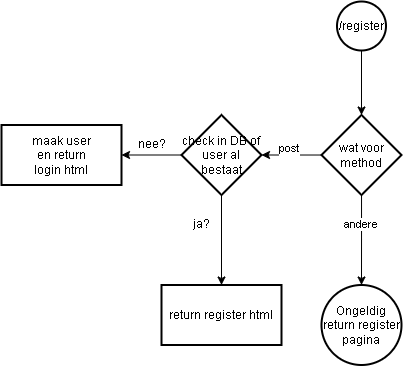 /register
maak user
en return
login html
nee?
check in DB of
user al
bestaat
post
wat voor
method
ja?
andere
return register html
Ongeldig
return register
pagina